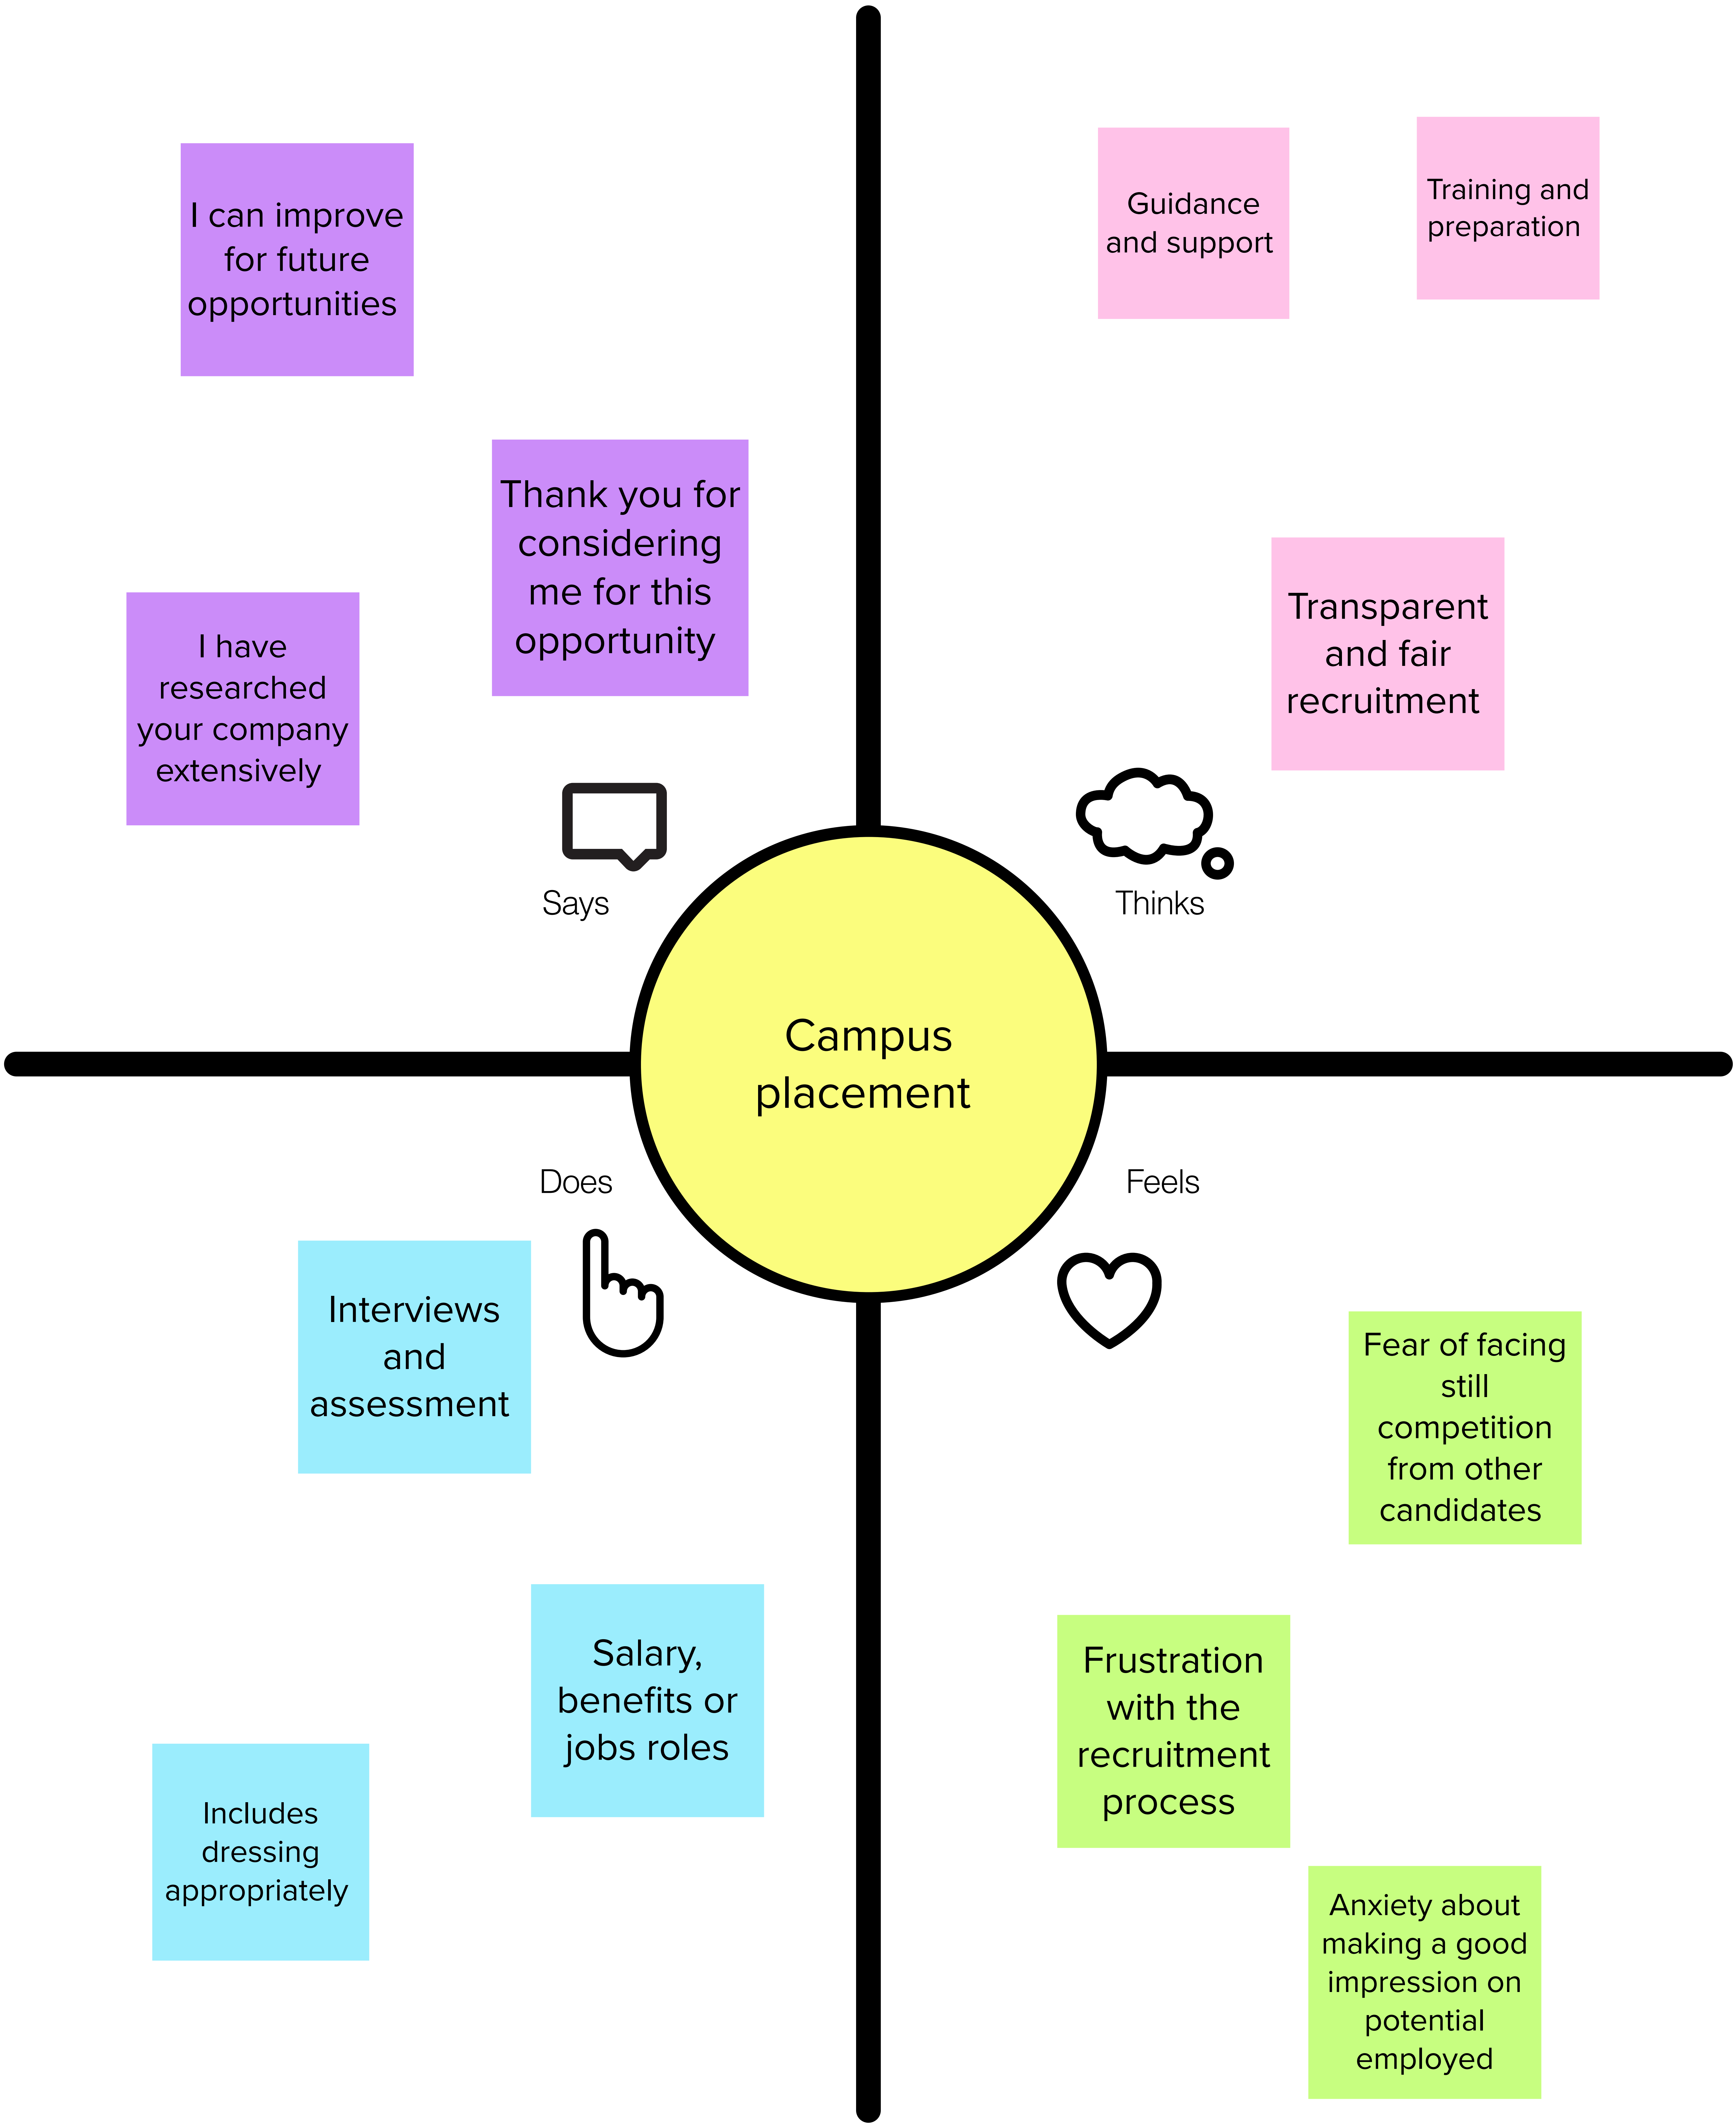 I can improve
for future
opportunities
Thank you for
considering
me for this
opportunity
I have
researched
your company
extensively
Says
Guidance
and support
Training and
preparation
Transparent
and fair
recruitment
Thinks
Campus
placement
Does
Interviews
and
assessment
Salary,
benefits or
jobs roles
Includes
dressing
appropriately
Feels
Fear of facing
still
competition
from other
candidates
Frustration
with the
recruitment
process
Anxiety about
making a good
impression on
potential
employed